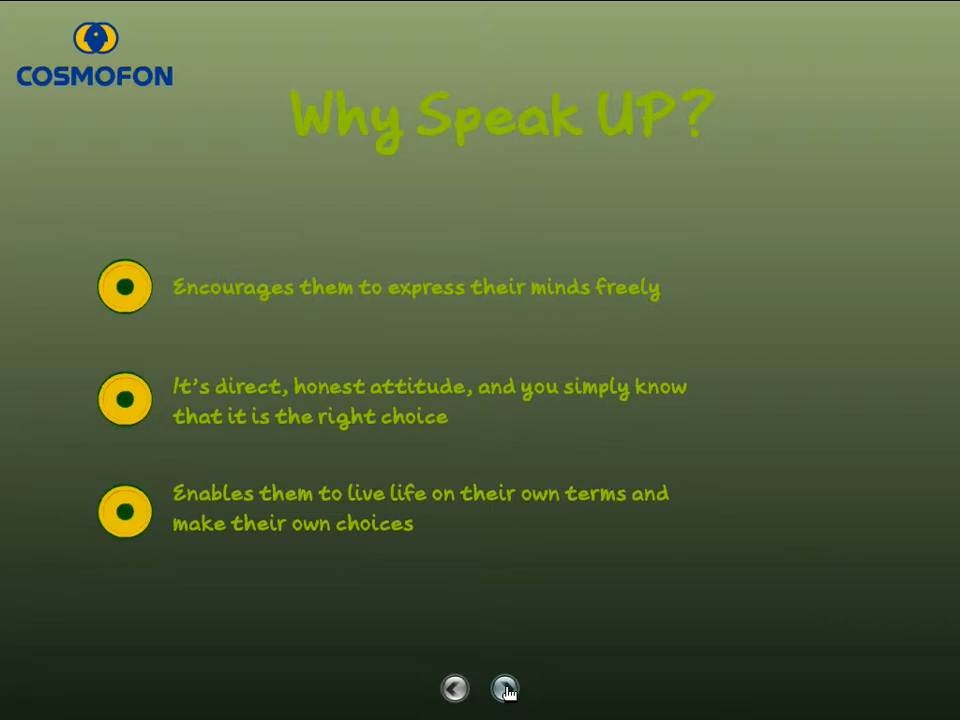 COSMOFON
Why Speak UP?
Encourages them to express their minds freely
It's direct, honest attitude, and you simply know
that it is the right choice
Enables them to live life on their own terms and
make their own choices